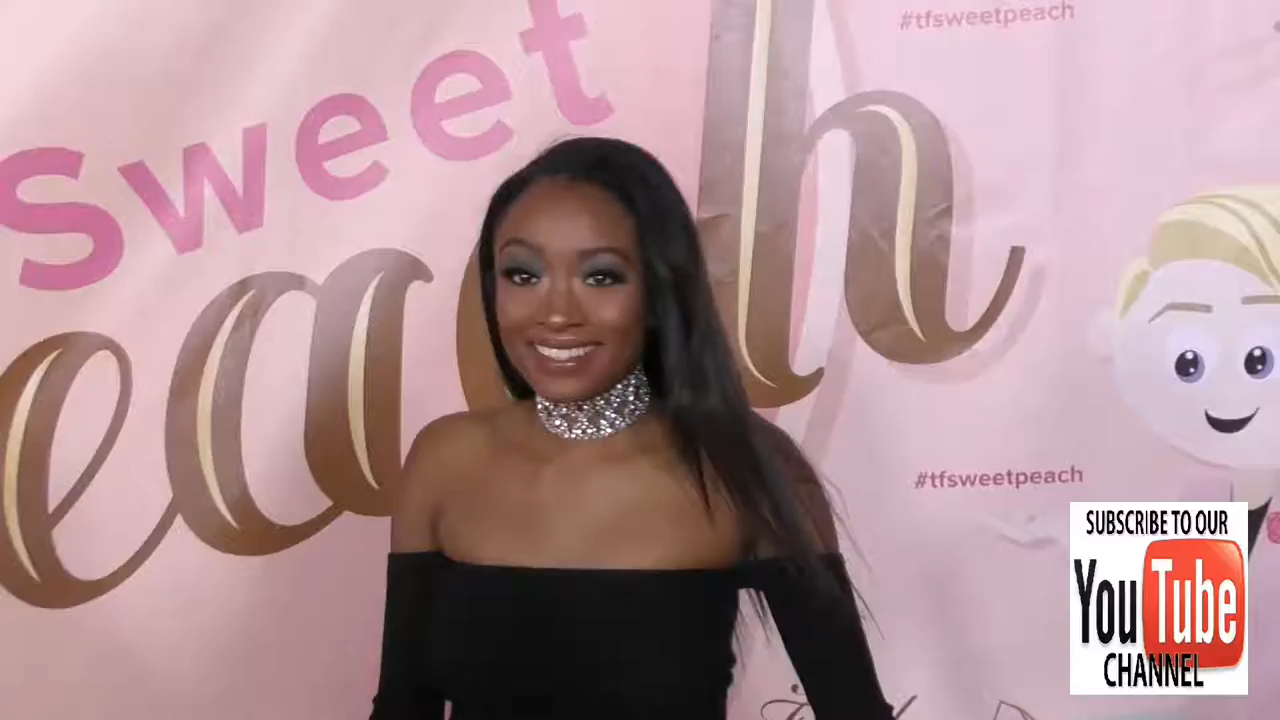 #tfsweetpeach
Sweet
each
#tfsweetpeach
SUBSCRIBE TO OUR
YouTube
CHANNEL